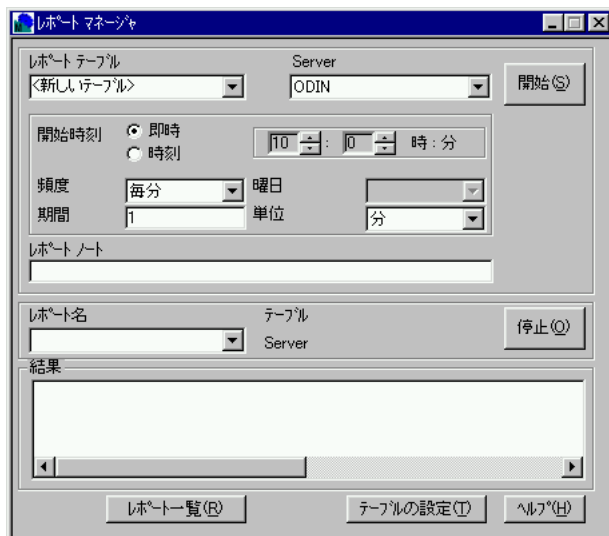 レポート マネージャ
レポート テーブル
Server
<新しいテーブル>
ODIN
開始(S)
開始時刻
即時
時刻
10 : 0 時 : 分
頻度
毎分
曜日
期間
1
単位
分
レポート ノート
レポート名
テーブル
Server
停止(O)
結果
レポート一覧(R)
テーブルの設定(T)
ヘルプ(H)